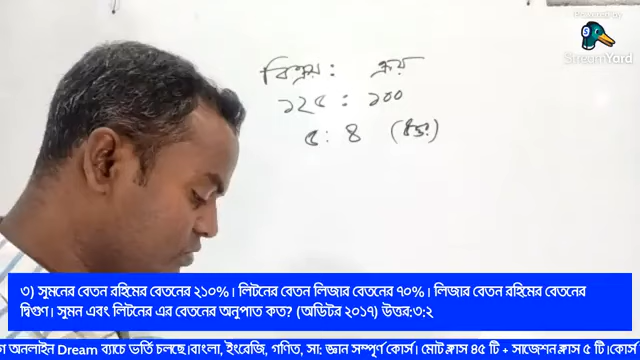 Powered by
StreamYard
বিক্রয় : ক্রয়
১২৫ : ১০০
৫ : ৪ (উঃ)
৩) সুমনের বেতন রহিমের বেতনের ২১০%। লিটনের বেতন লিজার বেতনের ৭০%। লিজার বেতন রহিমের বেতনের
দ্বিগুণ। সুমন এবং লিটনের এর বেতনের অনুপাত কত? (অডিটর ২০১৭) উত্তর:৩:২
অনলাইন Dream ব্যাচে ভর্তি চলছে।বাংলা, ইংরেজি, গণিত, সা: জ্ঞান সম্পূর্ণ কোর্স। মোট ক্লাস ৪৫ টি + সাজেশন ক্লাস ৫ টি।